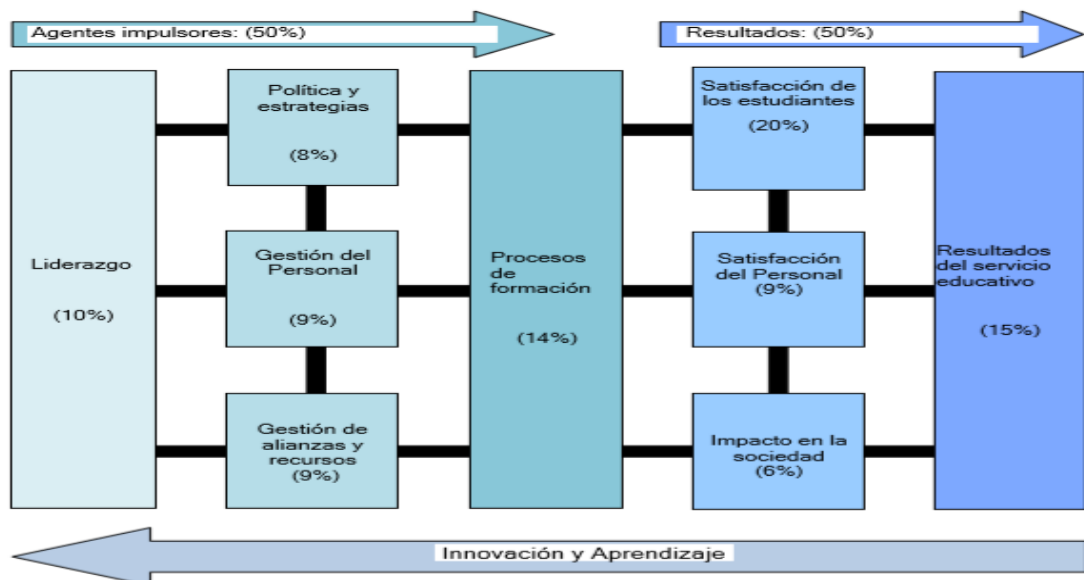 Agentes impulsores: (50%)
Resultados: (50%)
Liderazgo
(10%)
Política y
estrategias
(8%)
Gestión del
Personal
(9%)
Gestión de
alianzas y
recursos
(9%)
Procesos
de
formación
(14%)
Satisfacción de
los estudiantes
(20%)
Satisfacción
del Personal
(9%)
Impacto en la
sociedad
(6%)
Resultados
del servicio
educativo
(15%)
Innovación y Aprendizaje